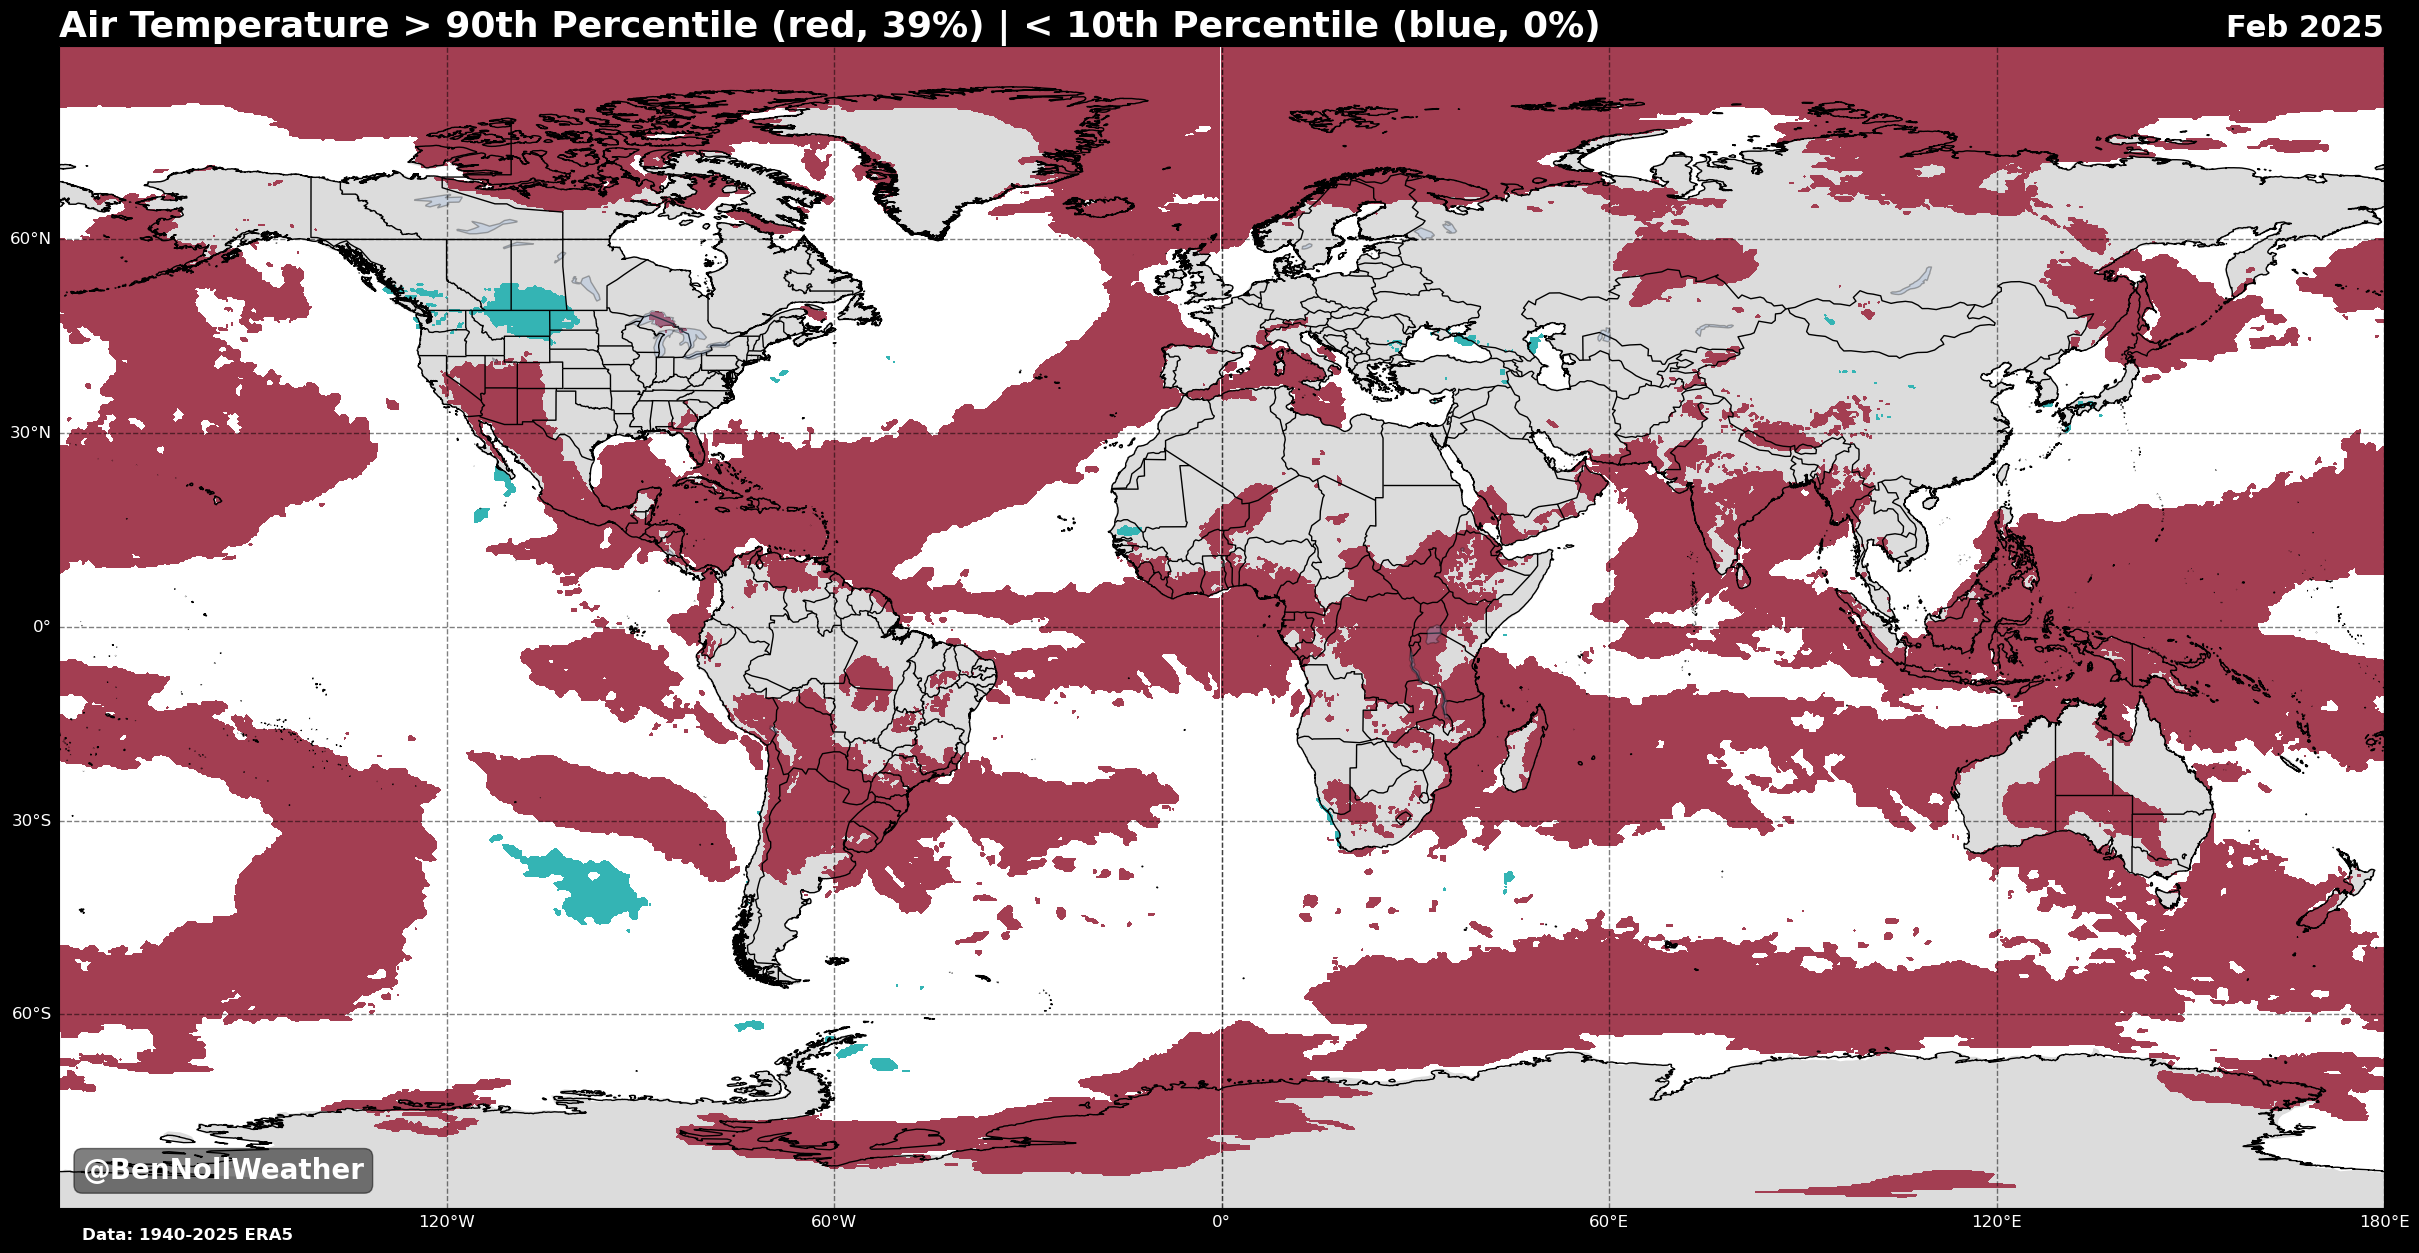 Air Temperature > 90th Percentile (red, 39%) | < 10th Percentile (blue, 0%)
Feb 2025
60°N
30°N
0°
30°S
60°S
@BenNollWeather
120°W
60°W
0°
60°E
120°E
180°E
Data: 1940-2025 ERA5